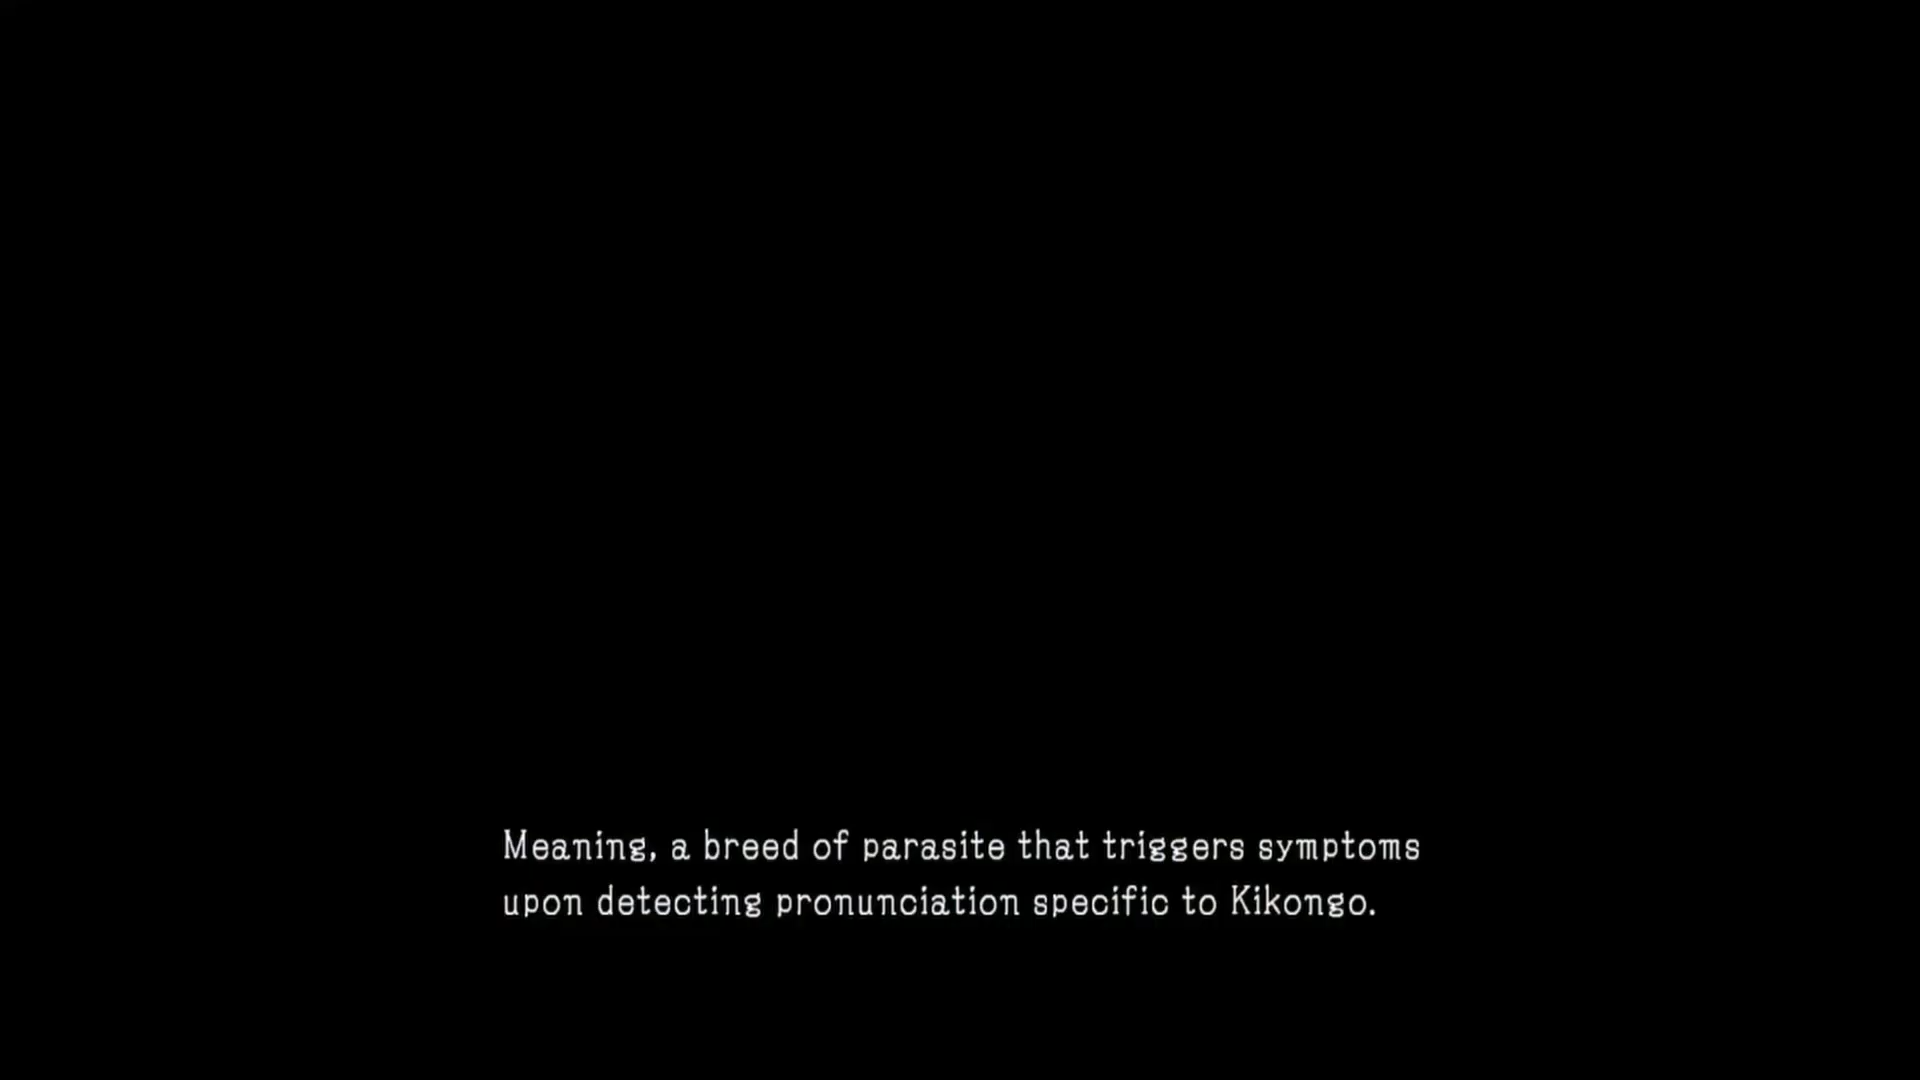 Meaning, a breed of parasite that triggers symptoms
upon detecting pronunciation specific to Kikongo.